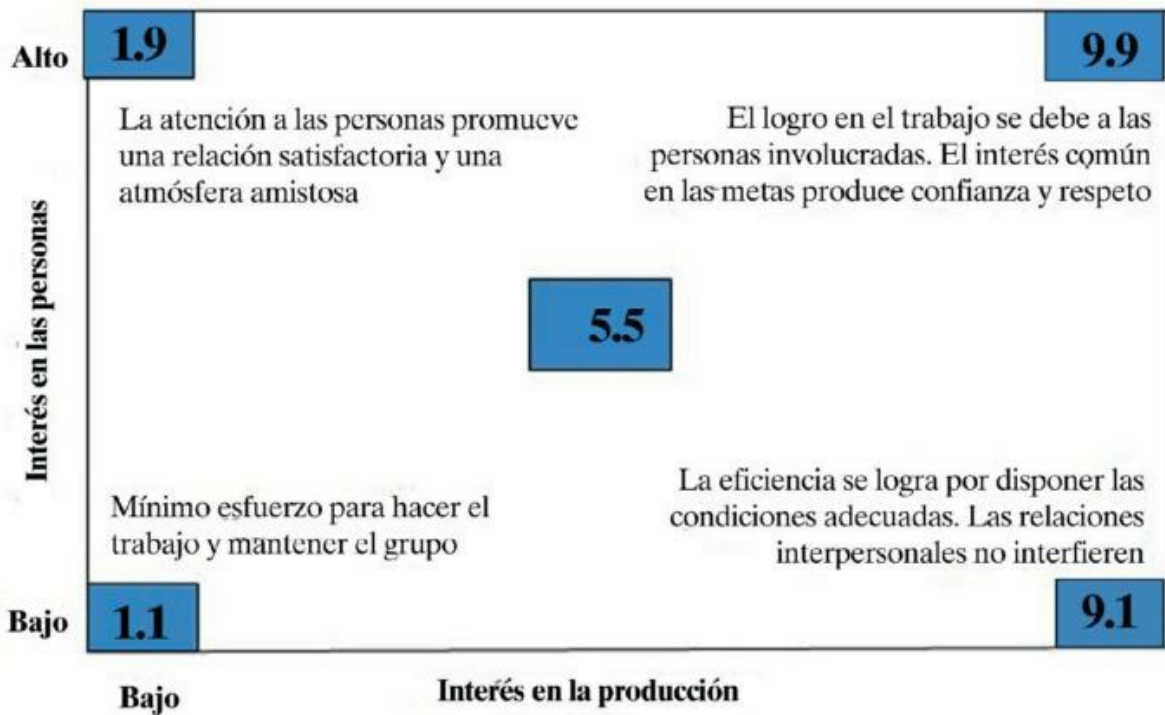 Alto
1.9
9.9
La atención a las personas promueve
una relación satisfactoria y una
atmósfera amistosa
El logro en el trabajo se debe a las
personas involucradas. El interés común
en las metas produce confianza y respeto
Interés en las personas
5.5
Mínimo esfuerzo para hacer el
trabajo y mantener el grupo
La eficiencia se logra por disponer las
condiciones adecuadas. Las relaciones
interpersonales no interfieren
Bajo
1.1
9.1
Bajo
Interés en la producción